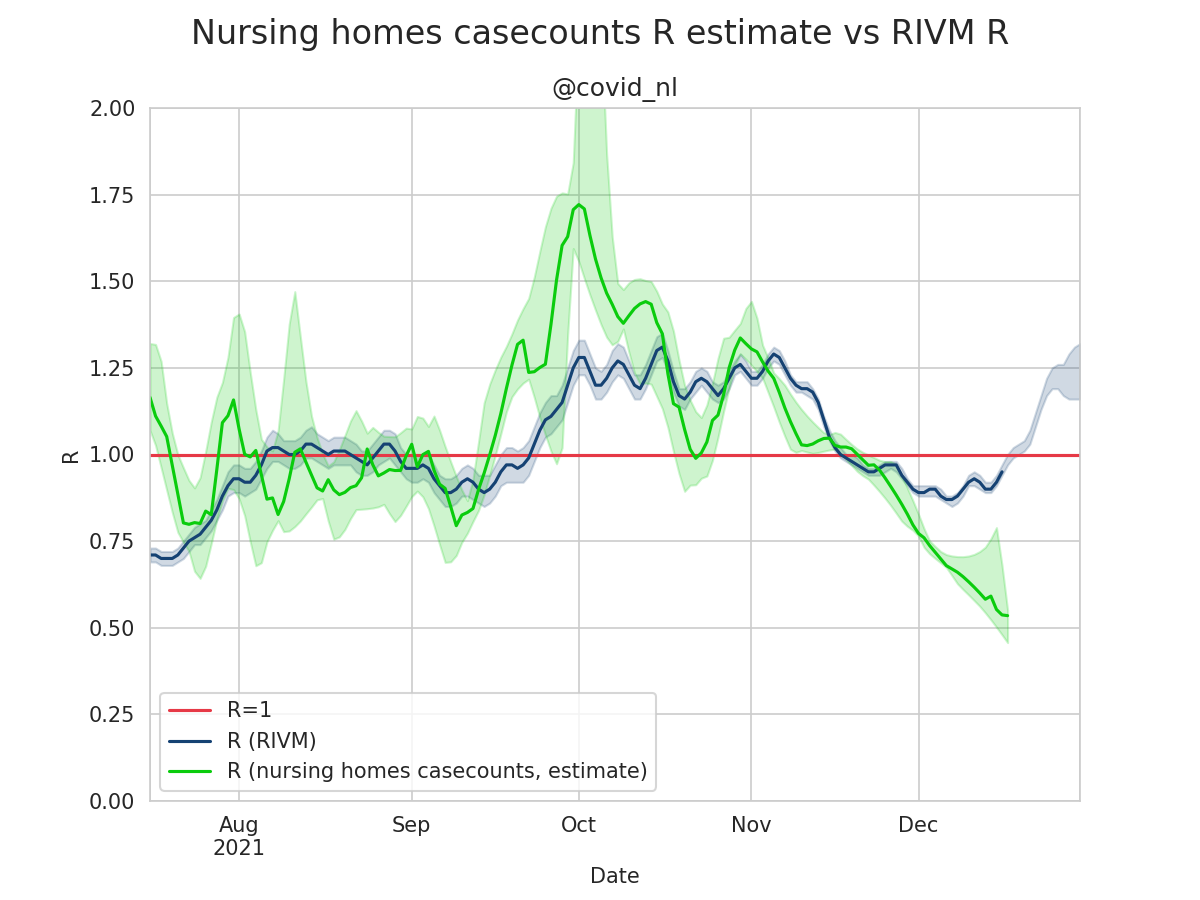 Nursing homes casecounts R estimate vs RIVM R
@covid_nl
2.00
1.75
1.50
1.25
1.00
0.75
0.50
0.25
0.00
R
R=1
R (RIVM)
R (nursing homes casecounts, estimate)
Aug
2021
Sep
Oct
Nov
Dec
Date